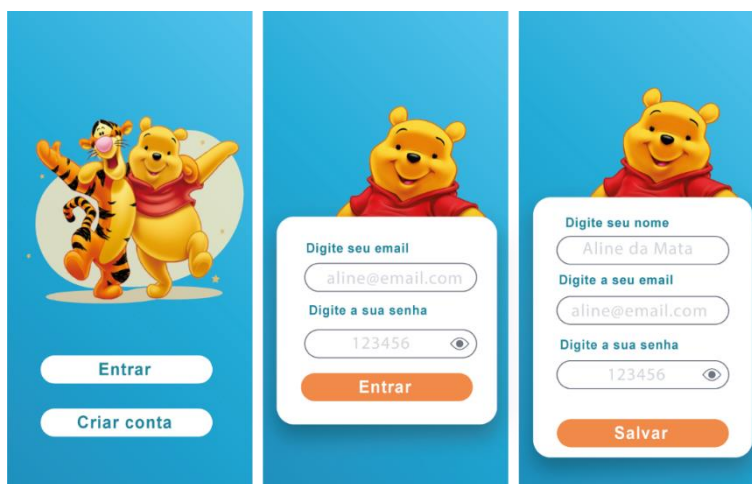 Entrar
Criar conta
Digite seu email
aline@email.com
Digite a sua senha
123456
Entrar
Digite seu nome
Aline da Mata
Digite a seu email
aline@email.com
Digite a sua senha
123456
Salvar